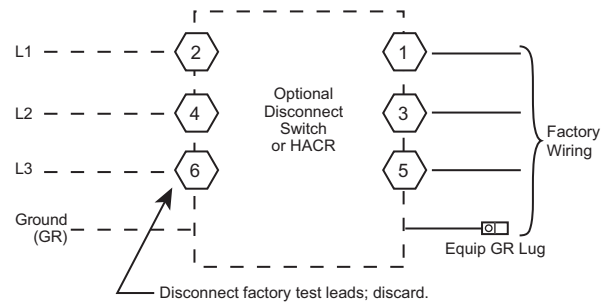 L1
2
1
L2
4
Optional
Disconnect
Switch
or HACR
3
L3
6
5
Factory
Wiring
Ground
(GR)
Equip GR Lug
Disconnect factory test leads; discard.